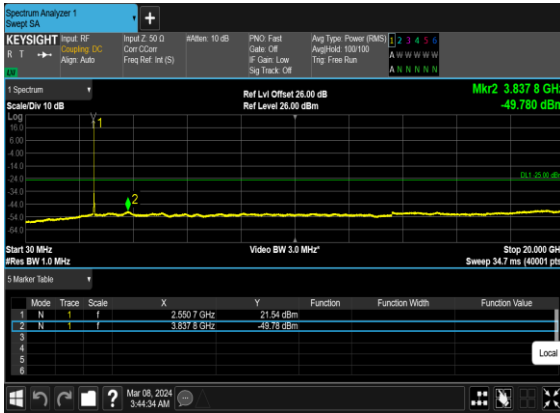 Spectrum Analyzer 1
Swept SA
+
KEYSIGHT Input: RF Input Z: 50 Ω #Atten: 10 dB PNO: Fast Avg Type: Power (RMS) 1 2 3 4 5 6
R T Coupling: DC Corr CCorr Gate: Off Avg|Hold: 100/100 A W W W W W
Align: Auto Freq Ref: Int (S) IF Gain: Low Trig: Free Run
Sig Track: Off A N N N N N
1 Spectrum Ref Lvl Offset 26.00 dB Mkr2 3.837 8 GHz
Scale/Div 10 dB Ref Level 26.00 dBm -49.780 dBm
Log
16.0
6.00
-4.00
-14.0
-24.0
-34.0
-44.0
-54.0
-64.0
1
2
DL1 -25.00 dBm
Start 30 MHz Video BW 3.0 MHz* Stop 20.000 GHz
#Res BW 1.0 MHz Sweep 34.7 ms (40001 pts)
5 Marker Table
Mode Trace Scale X Y Function Function Width Function Value
1 N 1 f 2.550 7 GHz 21.54 dBm
2 N 1 f 3.837 8 GHz -49.78 dBm
3
4
5
6
Local
? Mar 08, 2024
3:44:34 AM